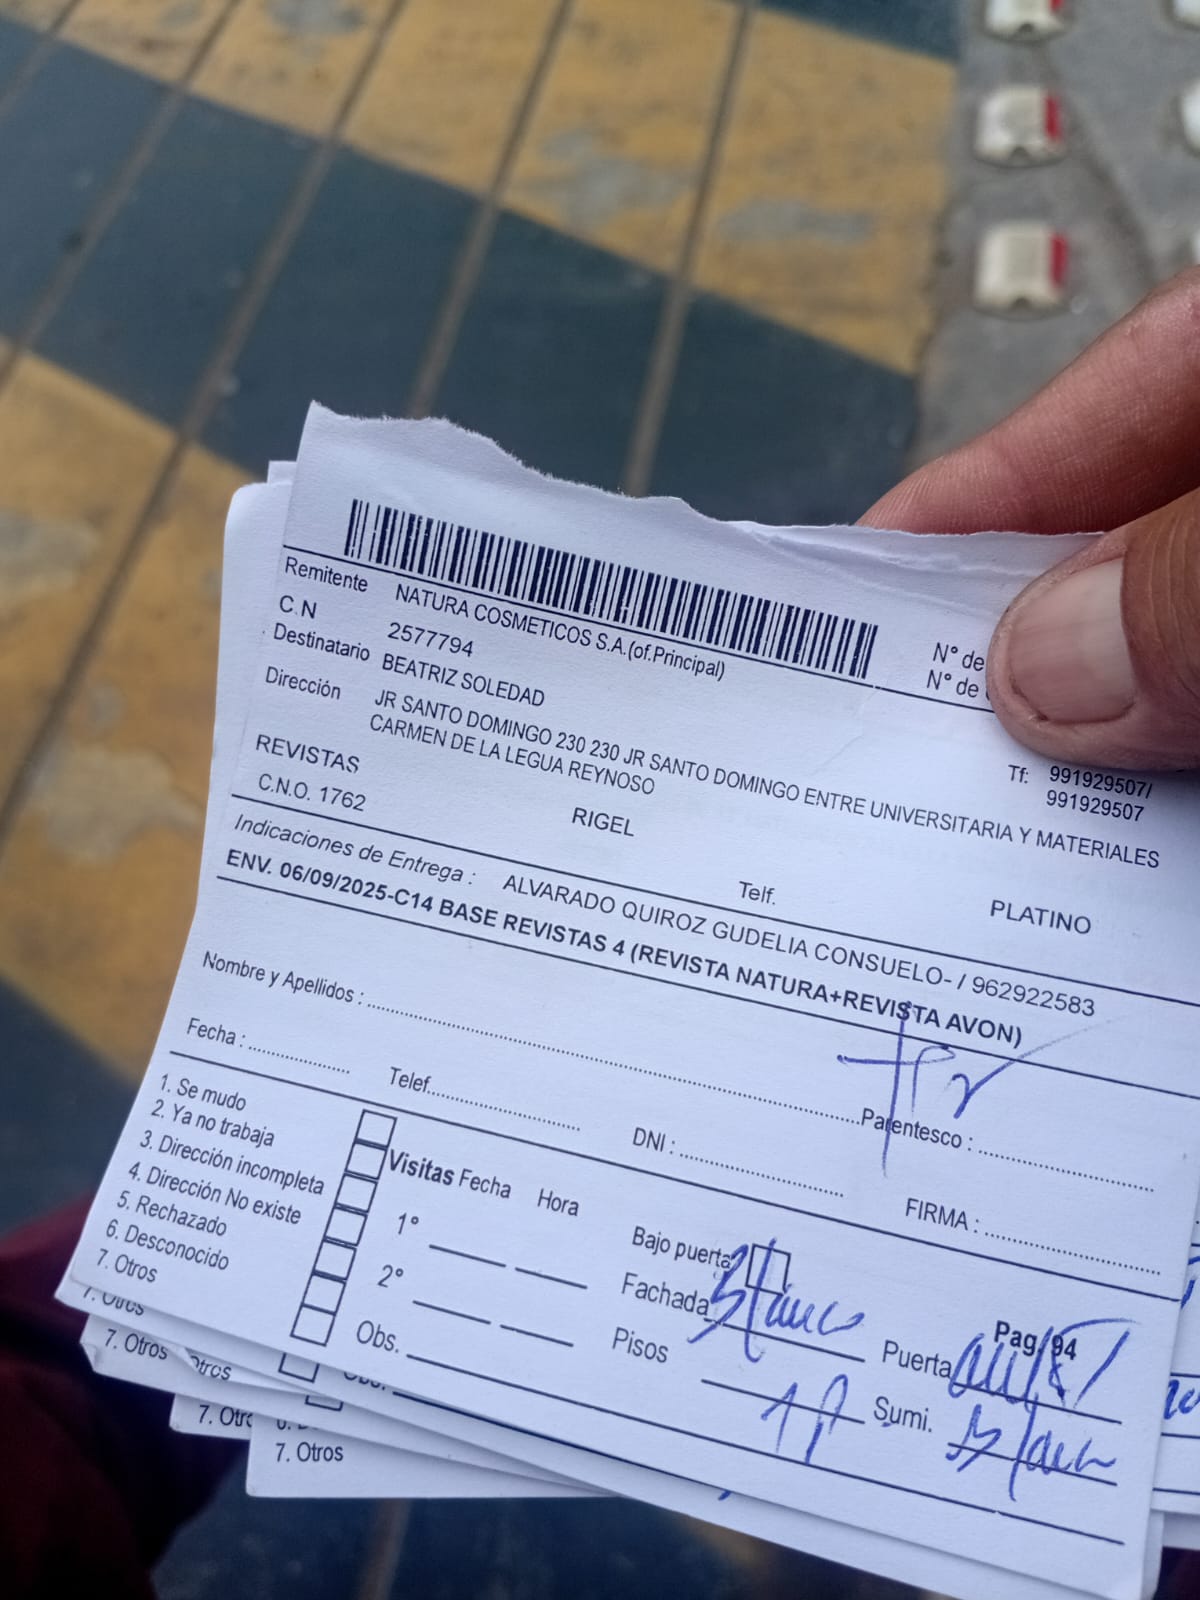 Remitente NATURA COSMETICOS S.A.(of.Principal)
N° de
C.N 2577794
N° de
Destinatario BEATRIZ SOLEDAD
Dirección JR SANTO DOMINGO 230 230 JR SANTO DOMINGO ENTRE UNIVERSITARIA Y MATERIALES
CARMEN DE LA LEGUA REYNOSO
Tf: 991929507/
991929507
REVISTAS
C.N.O. 1762 RIGEL Telf. PLATINO
Indicaciones de Entrega : ALVARADO QUIROZ GUDELIA CONSUELO- / 962922583
ENV. 06/09/2025-C14 BASE REVISTAS 4 (REVISTA NATURA+REVISTA AVON)
Nombre y Apellidos : Parentesco :
Fecha : Telef. DNI : FIRMA :
1. Se mudo
2. Ya no trabaja
3. Dirección incompleta
4. Dirección No existe
5. Rechazado
6. Desconocido
7. Otros
Visitas Fecha Hora
1°
2°
Obs.
Bajo puerta
Fachada Blanco
Pisos 1P
Pag. 94
Puerta
Sumi.
7. Otros
7. Otros
Otros
7. Otros